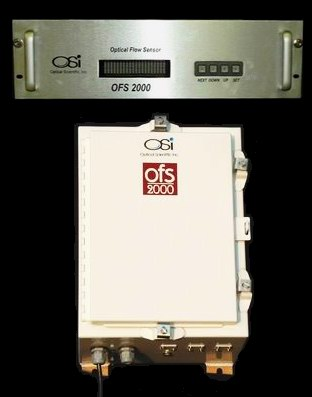 Optical Flow Sensor
OSi
Optical Scientific, Inc.
OFS 2000
NEXT DOWN UP SET
OSi
Optical Scientific, Inc.
ofs
2000